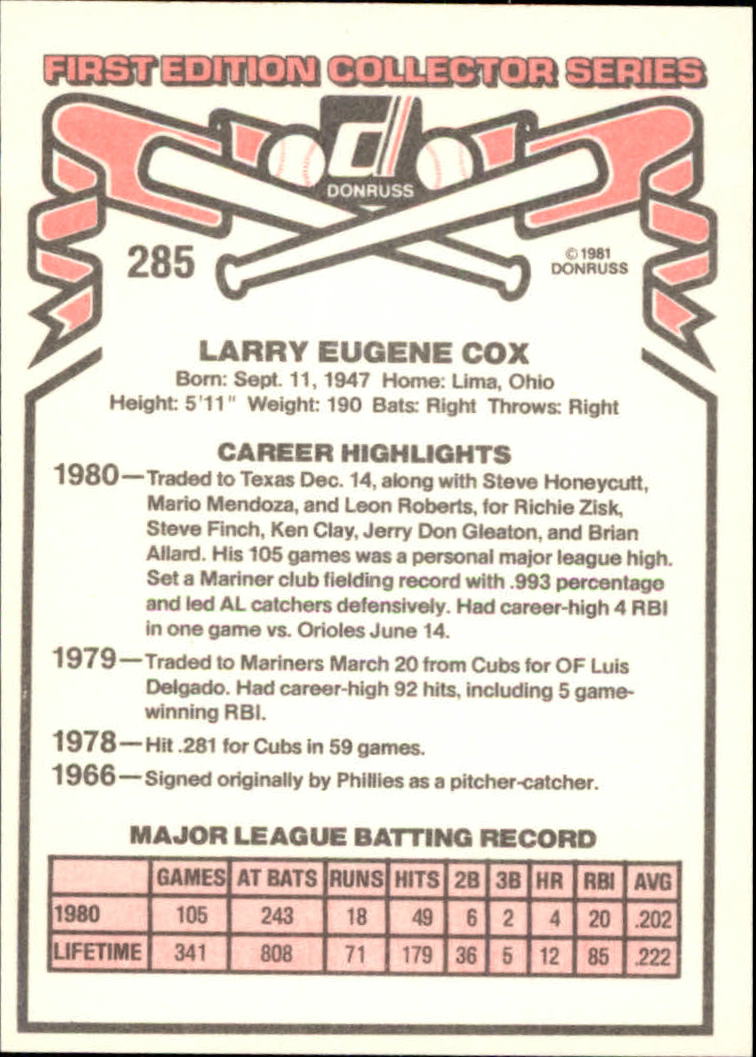 FIRST EDITION COLLECTOR SERIES
d
DONRUSS
285
© 1981
DONRUSS
LARRY EUGENE COX
Born: Sept. 11, 1947 Home: Lima, Ohio
Height: 5'11" Weight: 190 Bats: Right Throws: Right
CAREER HIGHLIGHTS
1980—Traded to Texas Dec. 14, along with Steve Honeycutt,
Mario Mendoza, and Leon Roberts, for Richie Zisk,
Steve Finch, Ken Clay, Jerry Don Gleaton, and Brian
Allard. His 105 games was a personal major league high.
Set a Mariner club fielding record with .993 percentage
and led AL catchers defensively. Had career-high 4 RBI
in one game vs. Orioles June 14.
1979—Traded to Mariners March 20 from Cubs for OF Luis
Delgado. Had career-high 92 hits, including 5 game-
winning RBI.
1978—Hit .281 for Cubs in 59 games.
1966—Signed originally by Phillies as a pitcher-catcher.
MAJOR LEAGUE BATTING RECORD
GAMES AT BATS RUNS HITS 2B 3B HR RBI AVG
1980 105 243 18 49 6 2 4 20 .202
LIFETIME 341 808 71 179 36 5 12 85 .222